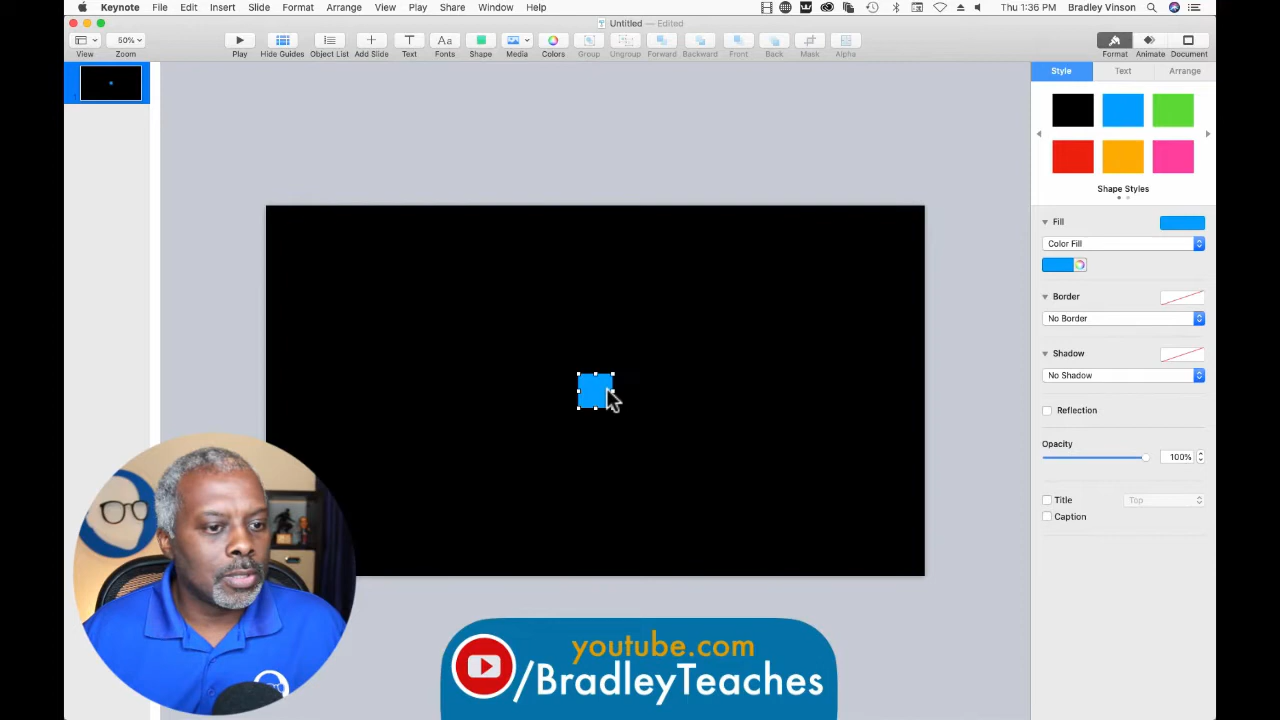 Keynote File Edit Insert Slide Format Arrange View Play Share Window Help Thu 1:36 PM Bradley Vinson
Untitled — Edited
50%
View Zoom Play Hide Guides Object List Add Slide Text Fonts Shape Media Colors Group Ungroup Forward Backward Front Back Mask Alpha Format Animate Document
Style Text Arrange
Shape Styles
Fill
Color Fill
Border
No Border
Shadow
No Shadow
Reflection
Opacity
100%
Title Top
Caption
youtube.com
/BradleyTeaches